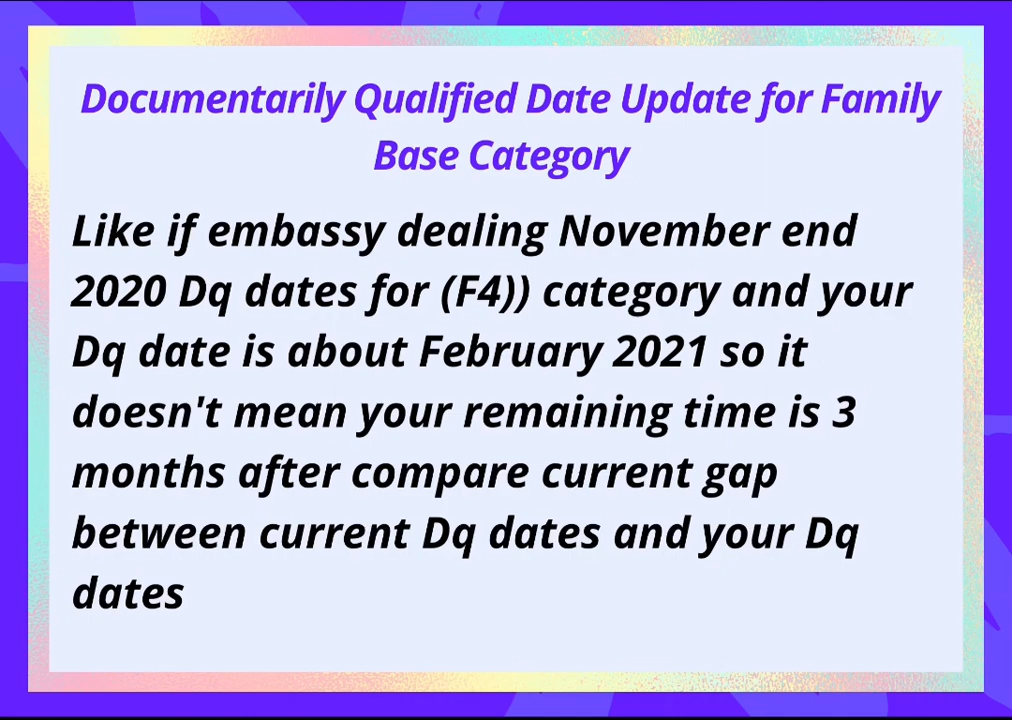 Documentarily Qualified Date Update for Family
Base Category
Like if embassy dealing November end
2020 Dq dates for (F4)) category and your
Dq date is about February 2021 so it
doesn't mean your remaining time is 3
months after compare current gap
between current Dq dates and your Dq
dates